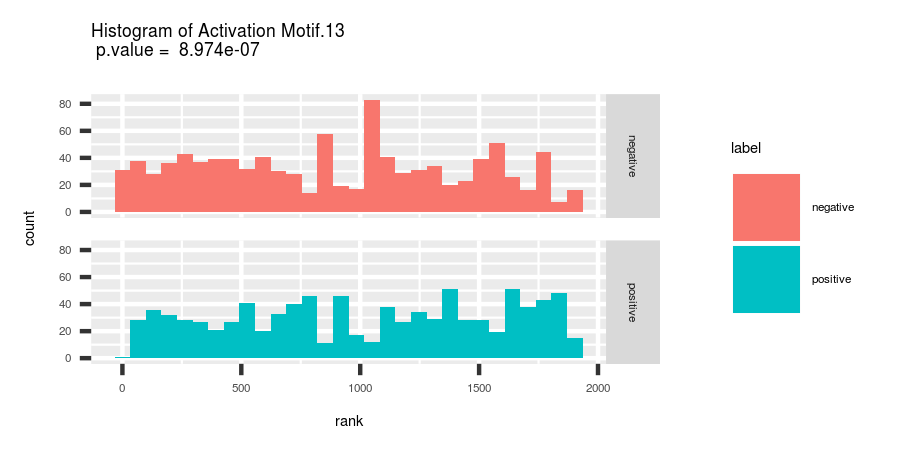 Histogram of Activation Motif.13
p.value = 8.974e-07
count
80
60
40
20
0
negative
80
60
40
20
0
positive
0 500 1000 1500 2000
rank
label
negative
positive